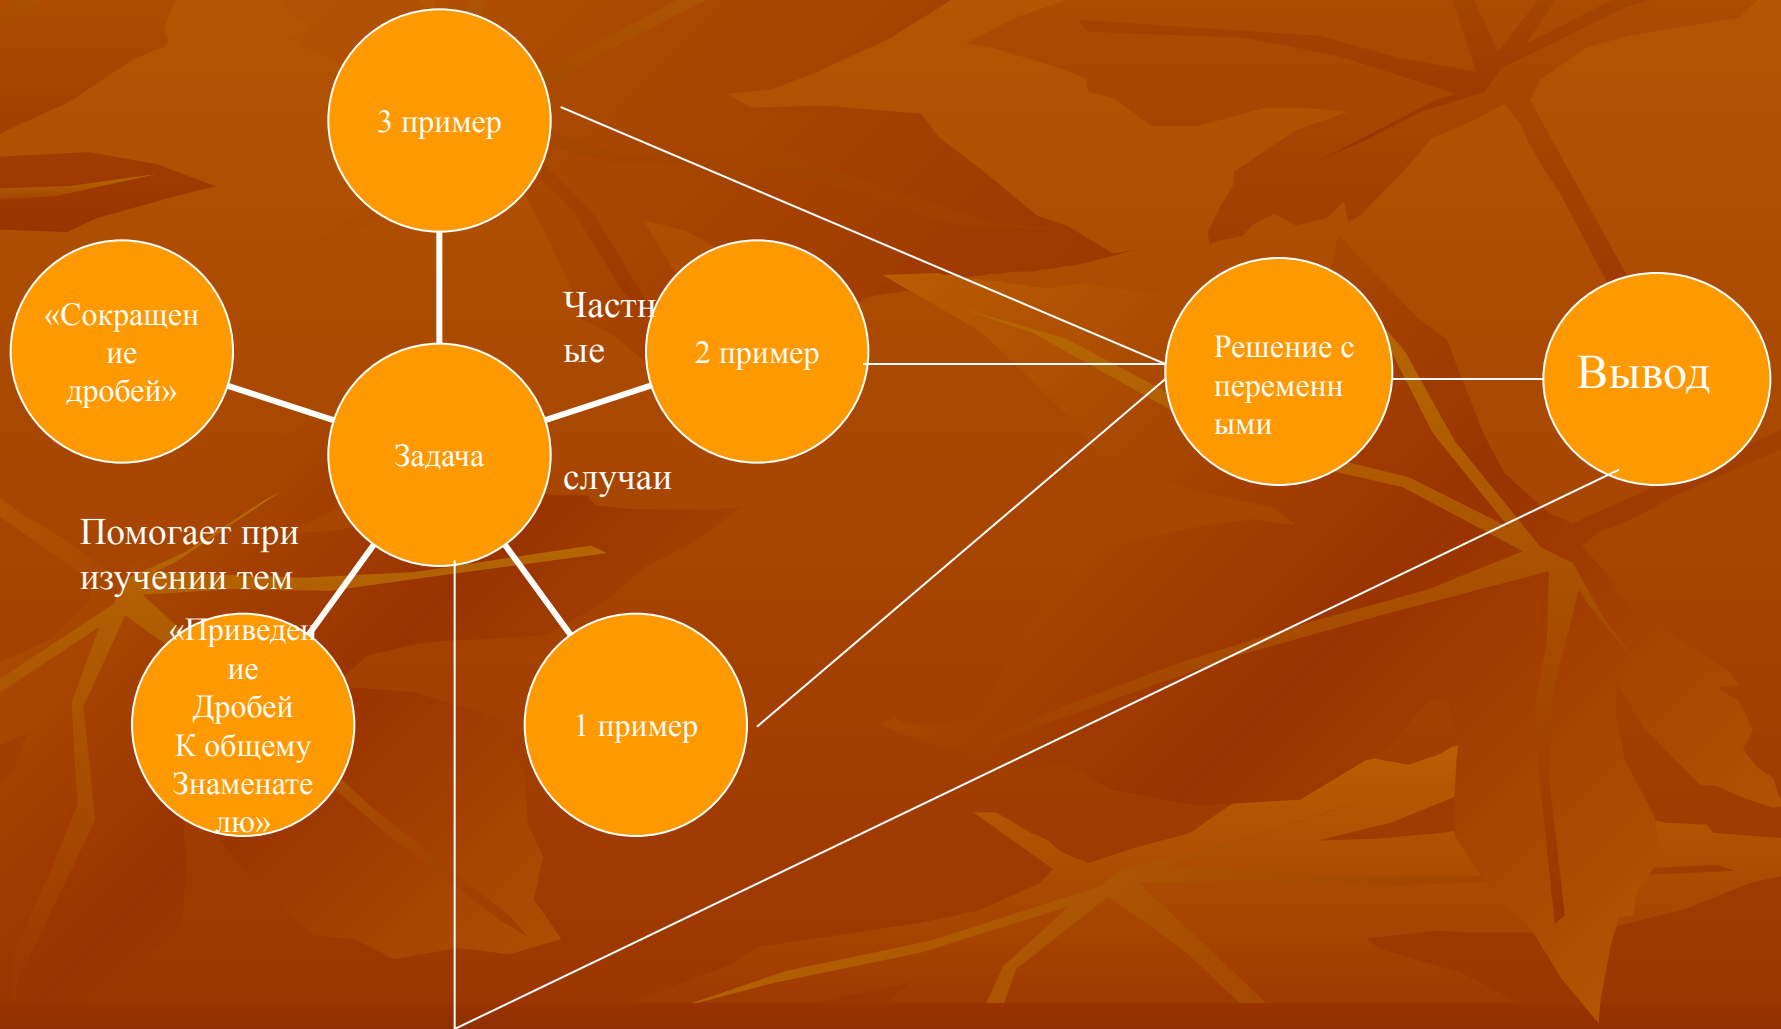 3 пример
«Сокращен
ие
дробей»
Частн
ые
2 пример
Решение с
переменн
ыми
Вывод
Задача
случаи
Помогает при
изучении тем
«Приведен
ие
Дробей
К общему
Знаменате
лю»
1 пример